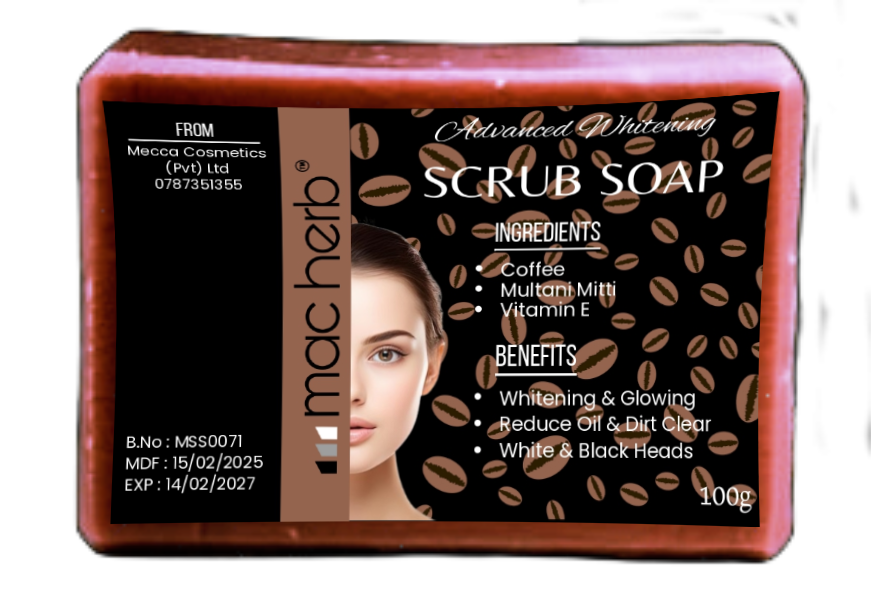 FROM
Mecca Cosmetics
(Pvt) Ltd
0787351355
B.No : MSS0071
MDF : 15/02/2025
EXP : 14/02/2027
mac herb®
Advanced Whitening
SCRUB SOAP
INGREDIENTS
• Coffee
• Multani Mitti
• Vitamin E
BENEFITS
• Whitening & Glowing
• Reduce Oil & Dirt Clear
• White & Black Heads
100g